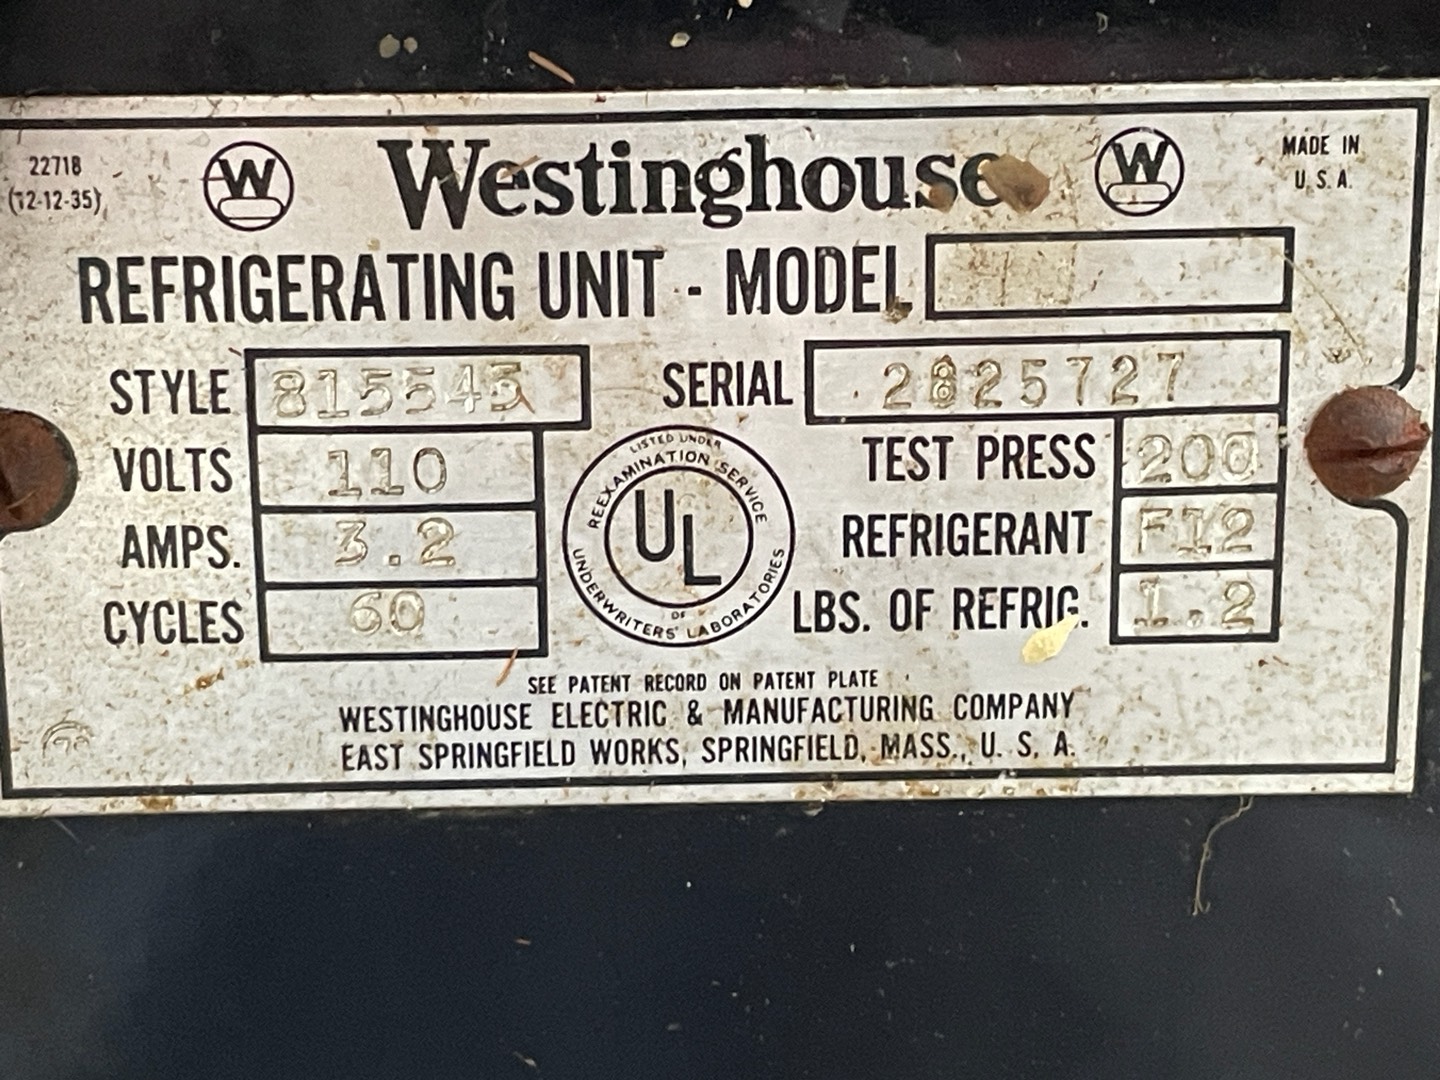 22718
(12-12-35)
W
Westinghouse
W
MADE IN
U.S.A.
REFRIGERATING UNIT - MODEL
STYLE 815545
SERIAL 2825727
VOLTS 110
TEST PRESS 200
AMPS. 3.2
REFRIGERANT F12
CYCLES 60
LBS. OF REFRIG. 1.2
LISTED UNDER
REEXAMINATION SERVICE
UL
OF
UNDERWRITERS' LABORATORIES
SEE PATENT RECORD ON PATENT PLATE
WESTINGHOUSE ELECTRIC & MANUFACTURING COMPANY
EAST SPRINGFIELD WORKS, SPRINGFIELD, MASS., U. S. A.